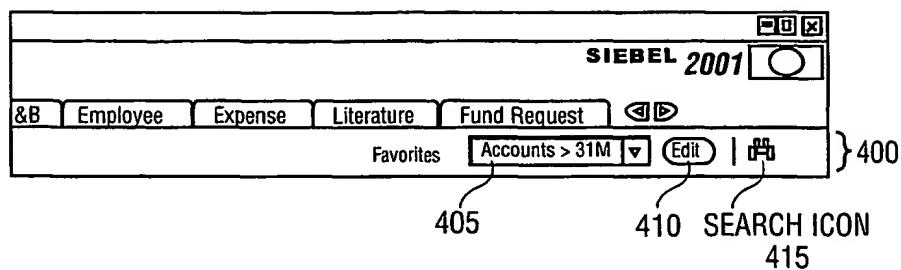 SIEBEL 2001
&B Employee Expense Literature Fund Request
Favorites Accounts > 31M Edit 400
405 410 SEARCH ICON
415